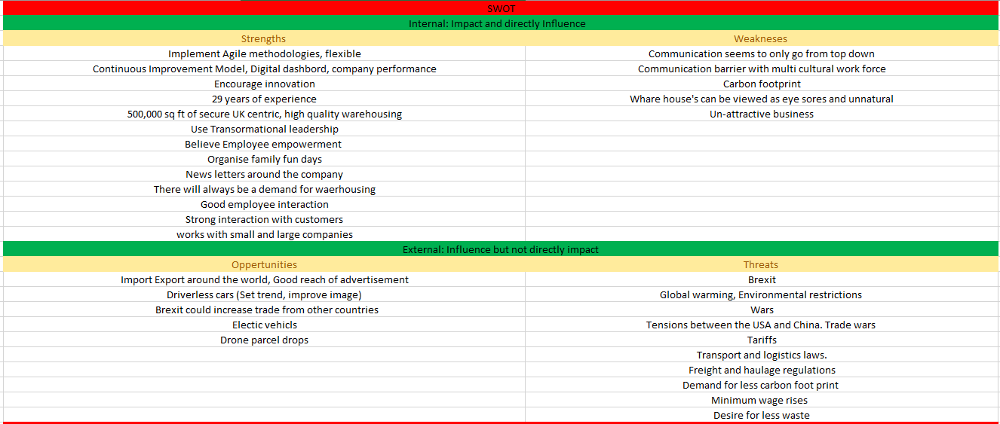 SWOT
Internal: Impact and directly Influence
Strengths Weakneses
Implement Agile methodologies, flexible Communication seems to only go from top down
Continuous Improvement Model, Digital dashbord, company performance Communication barrier with multi cultural work force
Encourage innovation Carbon footprint
29 years of experience Whare house's can be viewed as eye sores and unnatural
500,000 sq ft of secure UK centric, high quality warehousing Un-attractive business
Use Transormational leadership
Believe Employee empowerment
Organise family fun days
News letters around the company
There will always be a demand for waerhousing
Good employee interaction
Strong interaction with customers
works with small and large companies
External: Influence but not directly impact
Oppertunities Threats
Import Export around the world, Good reach of advertisement Brexit
Driverless cars (Set trend, improve image) Global warming, Environmental restrictions
Brexit could increase trade from other countries Wars
Electic vehicls Tensions between the USA and China. Trade wars
Drone parcel drops Tariffs
Transport and logistics laws.
Freight and haulage regulations
Demand for less carbon foot print
Minimum wage rises
Desire for less waste